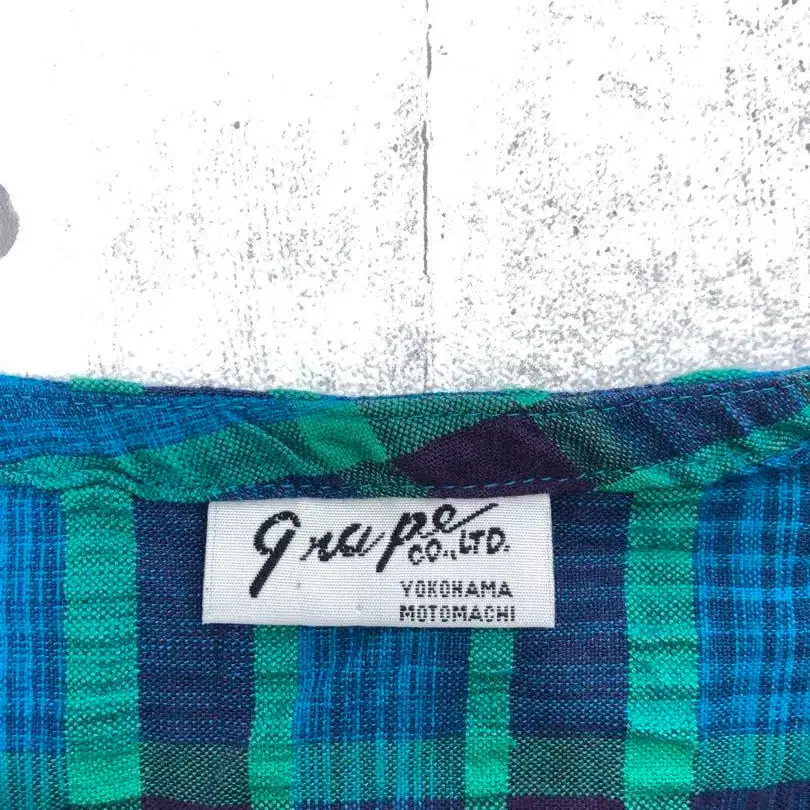 grape
CO., LTD.
YOKOHAMA
MOTOMACHI